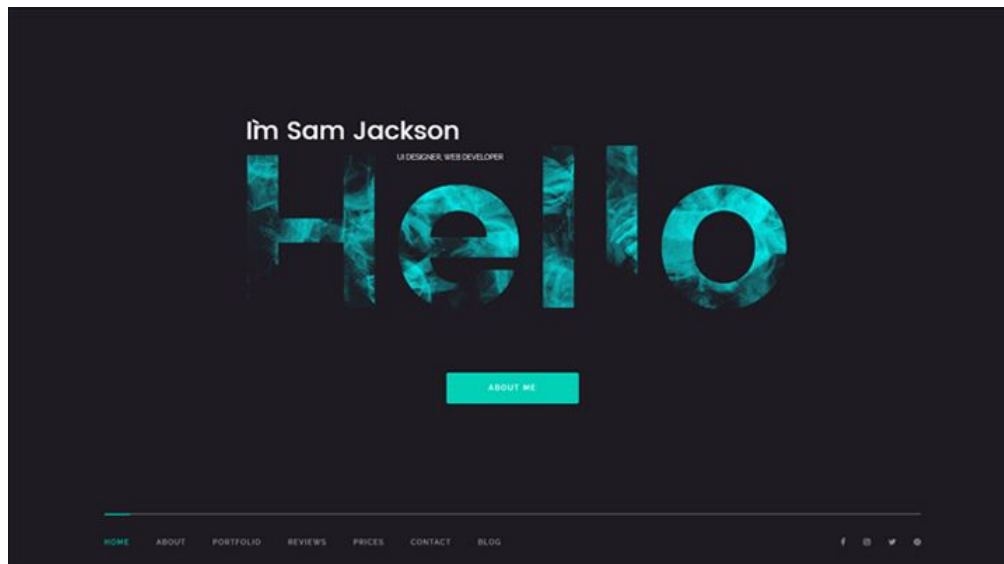 I`m Sam Jackson
UI DESIGNER, WEB DEVELOPER
Hello
ABOUT ME
HOME ABOUT PORTFOLIO REVIEWS PRICES CONTACT BLOG